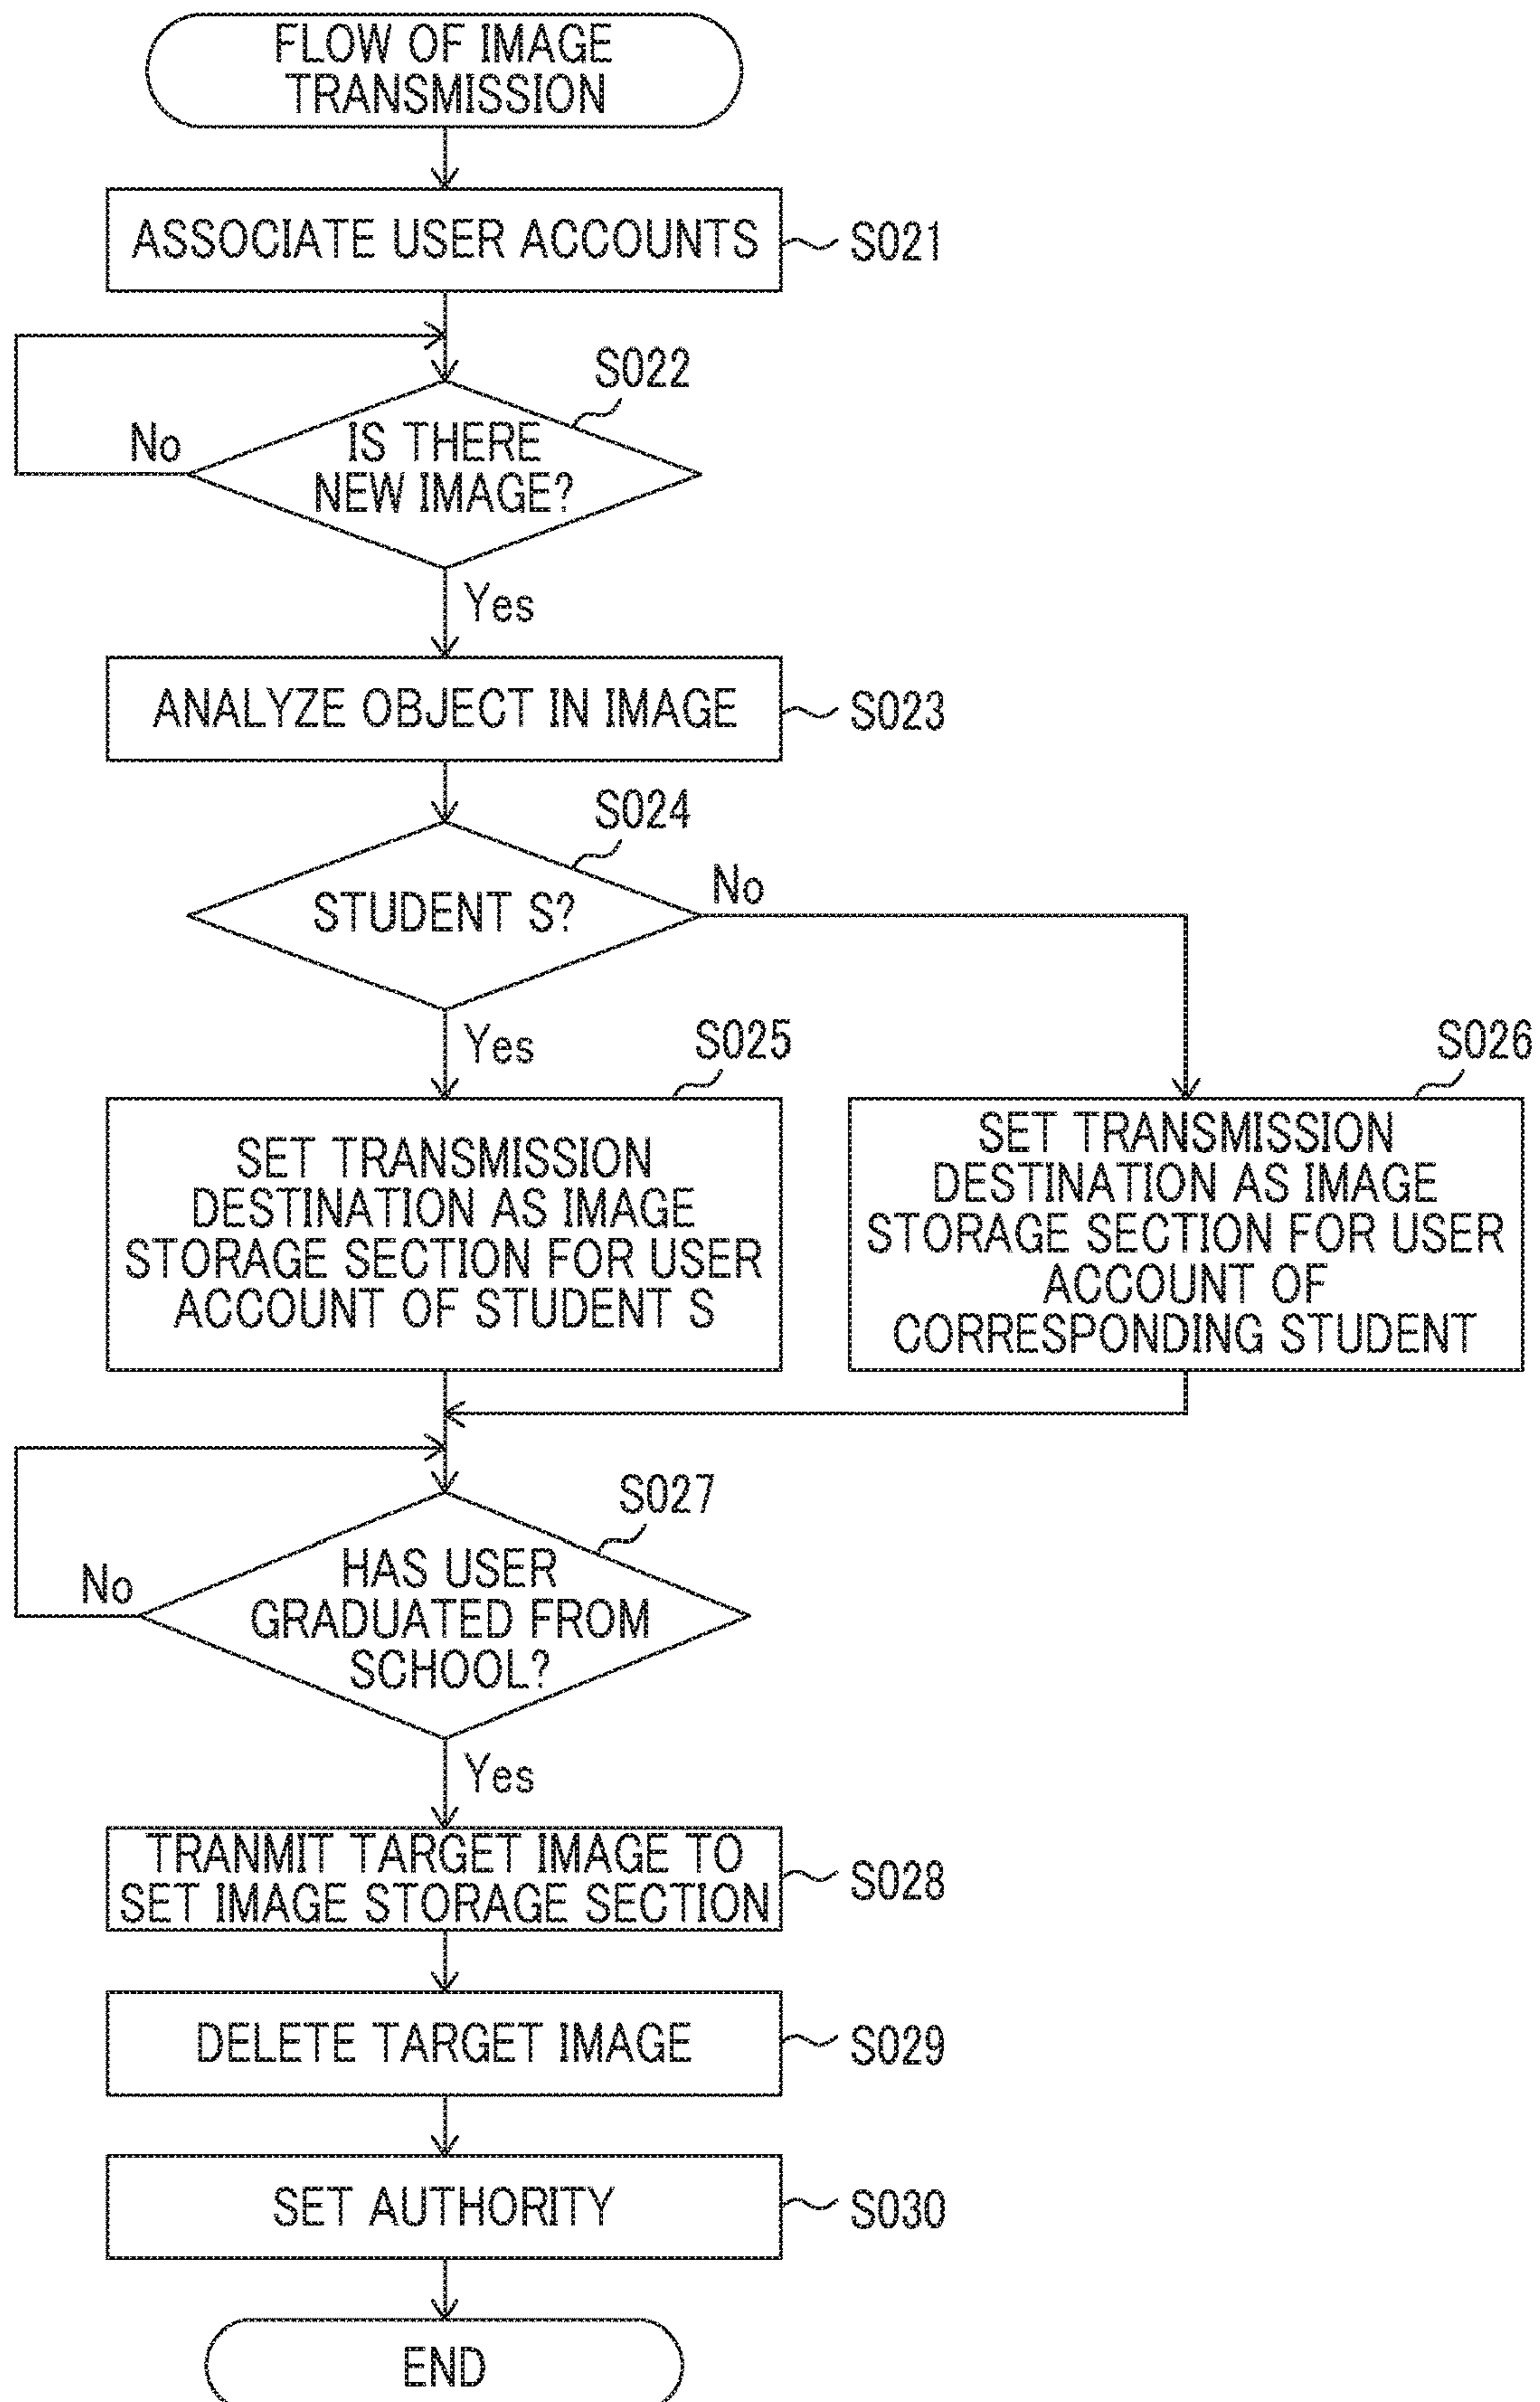 FLOW OF IMAGE
TRANSMISSION
ASSOCIATE USER ACCOUNTS
S021
S022
IS THERE
NEW IMAGE?
No
Yes
ANALYZE OBJECT IN IMAGE
S023
S024
STUDENT S?
No
Yes
S025
SET TRANSMISSION
DESTINATION AS IMAGE
STORAGE SECTION FOR USER
ACCOUNT OF STUDENT S
S026
SET TRANSMISSION
DESTINATION AS IMAGE
STORAGE SECTION FOR USER
ACCOUNT OF
CORRESPONDING STUDENT
S027
HAS USER
GRADUATED FROM
SCHOOL?
No
Yes
TRANMIT TARGET IMAGE TO
SET IMAGE STORAGE SECTION
S028
DELETE TARGET IMAGE
S029
SET AUTHORITY
S030
END